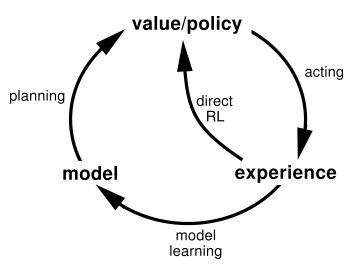 value/policy
planning
acting
direct
RL
model
experience
model
learning